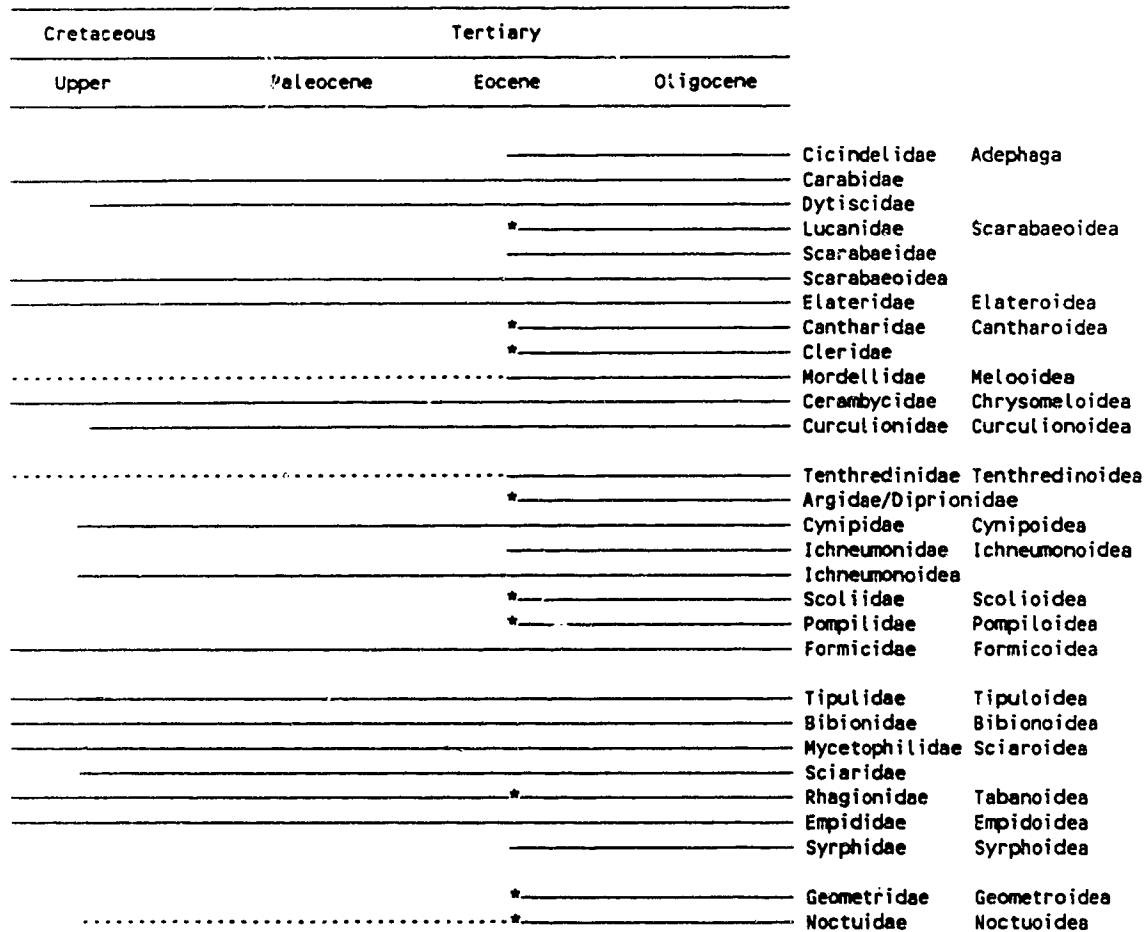 Cretaceous Tertiary
Upper Paleocene Eocene Oligocene
Cicindelidae Adephaga
Carabidae
Dytiscidae
* Lucanidae Scarabaeoidea
Scarabaeidae
Scarabaeoidea
Elateridae Elateroidea
* Cantharidae Cantharoidea
* Cleridae
Mordellidae Melooidea
Cerambycidae Chrysomeloidea
Curculionidae Curculionoidea
Tenthredinidae Tenthredinoidea
* Argidae/Diprionidae
Cynipidae Cynipoidea
Ichneumonidae Ichneumonoidea
Ichneumonoidea
* Scoliidae Scolioidea
* Pompilidae Pompiloidea
Formicidae Formicoidea
Tipulidae Tipuloidea
Bibionidae Bibionoidea
Mycetophilidae Sciaroidea
Sciaridae
* Rhagionidae Tabanoidea
Empididae Empidoidea
Syrphidae Syrphoidea
* Geometridae Geometroidea
* Noctuidae Noctuoidea